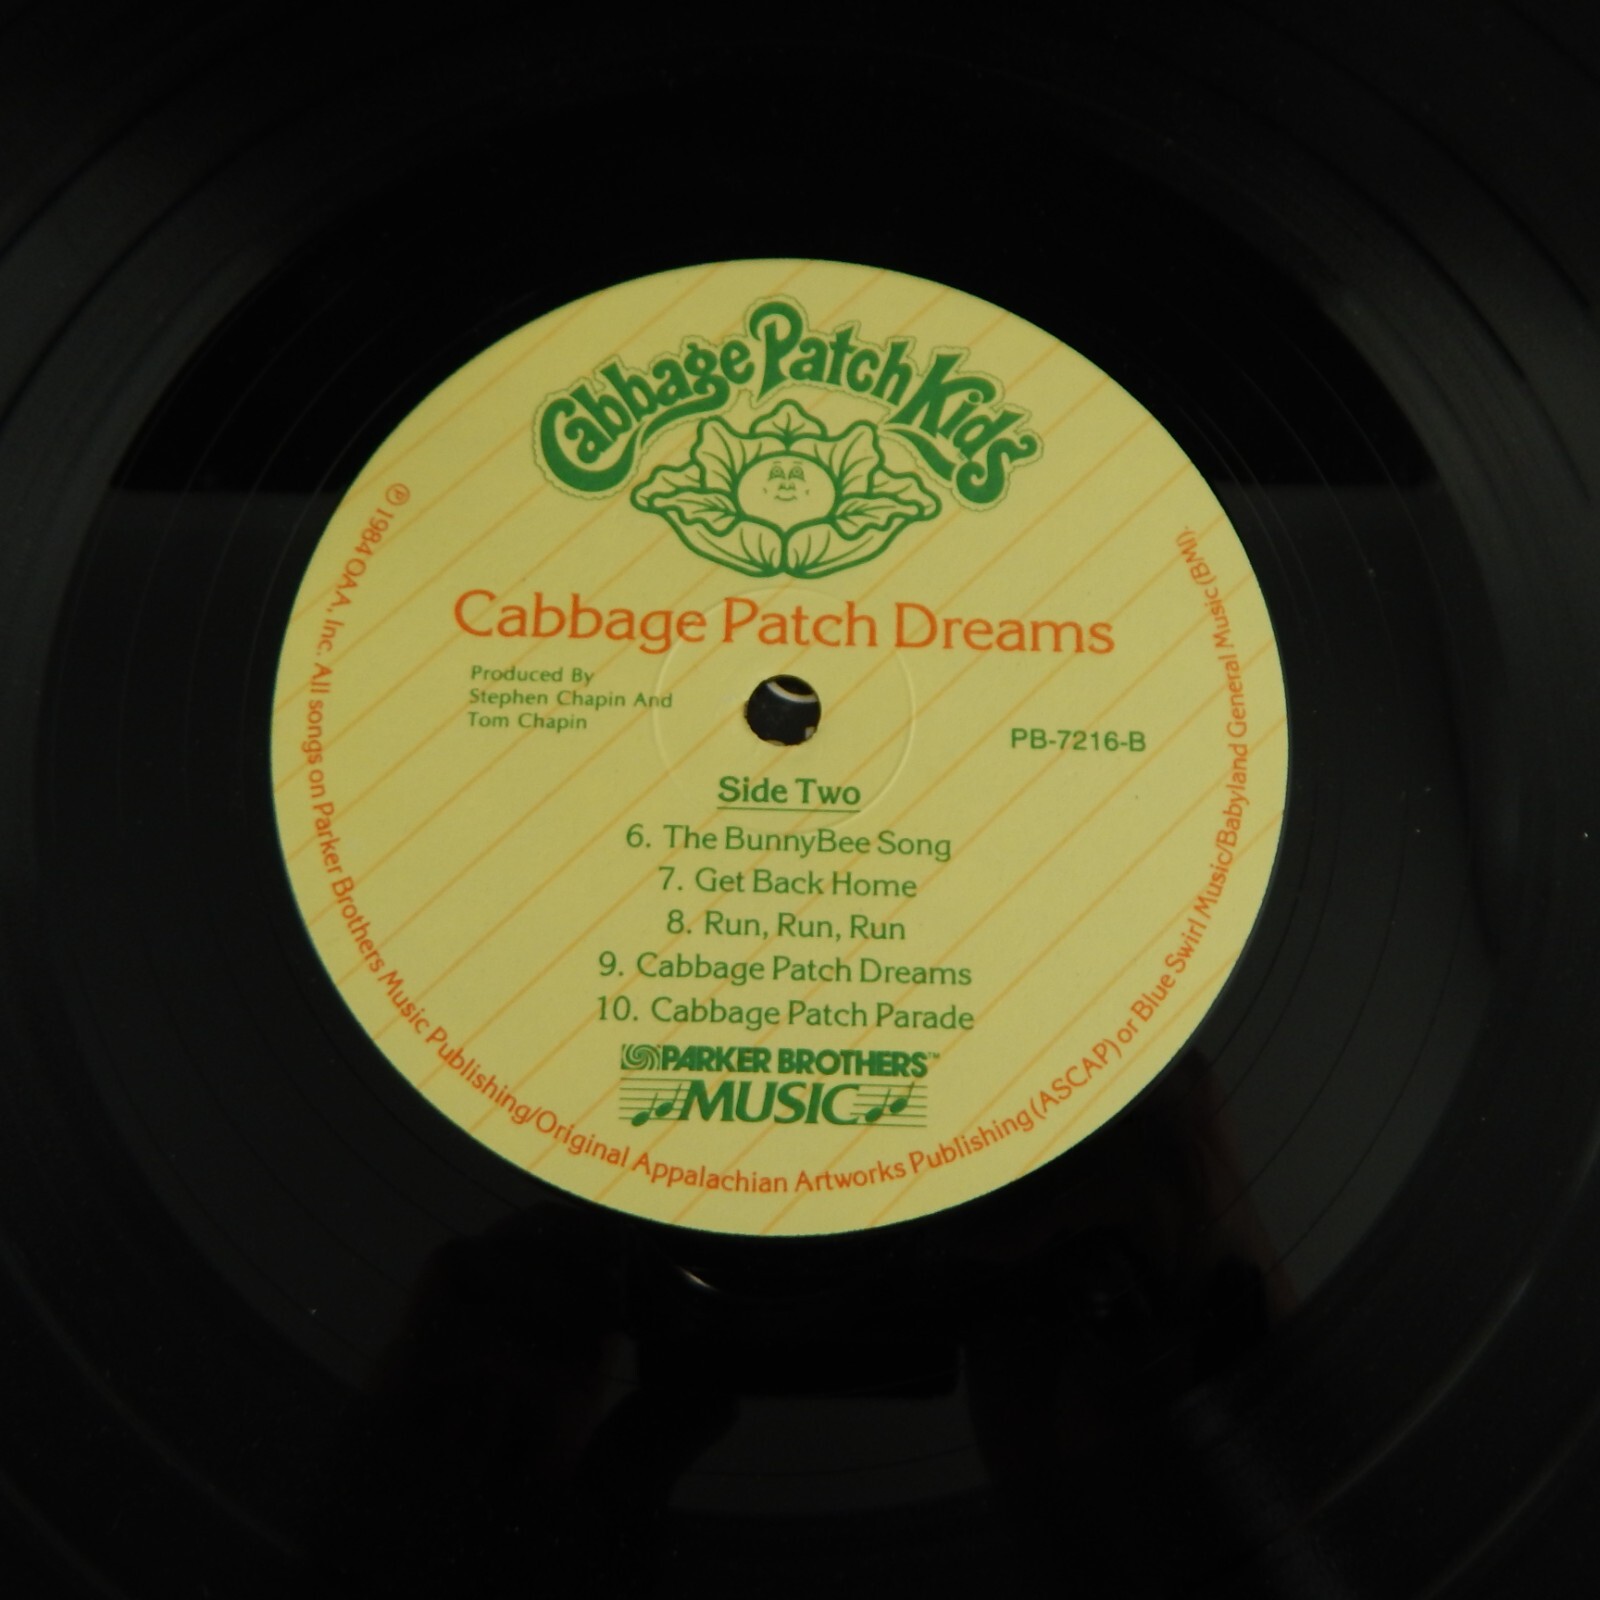 Cabbage Patch Kids
Cabbage Patch Dreams
Produced By
Stephen Chapin And
Tom Chapin
PB-7216-B
Side Two
6. The BunnyBee Song
7. Get Back Home
8. Run, Run, Run
9. Cabbage Patch Dreams
10. Cabbage Patch Parade
PARKER BROTHERS™
MUSIC
℗ 1984 OAA, Inc. All songs on Parker Brothers Music Publishing/Original Appalachian Artworks Publishing (ASCAP) or Blue Swirl Music/Babyland General Music (BMI).